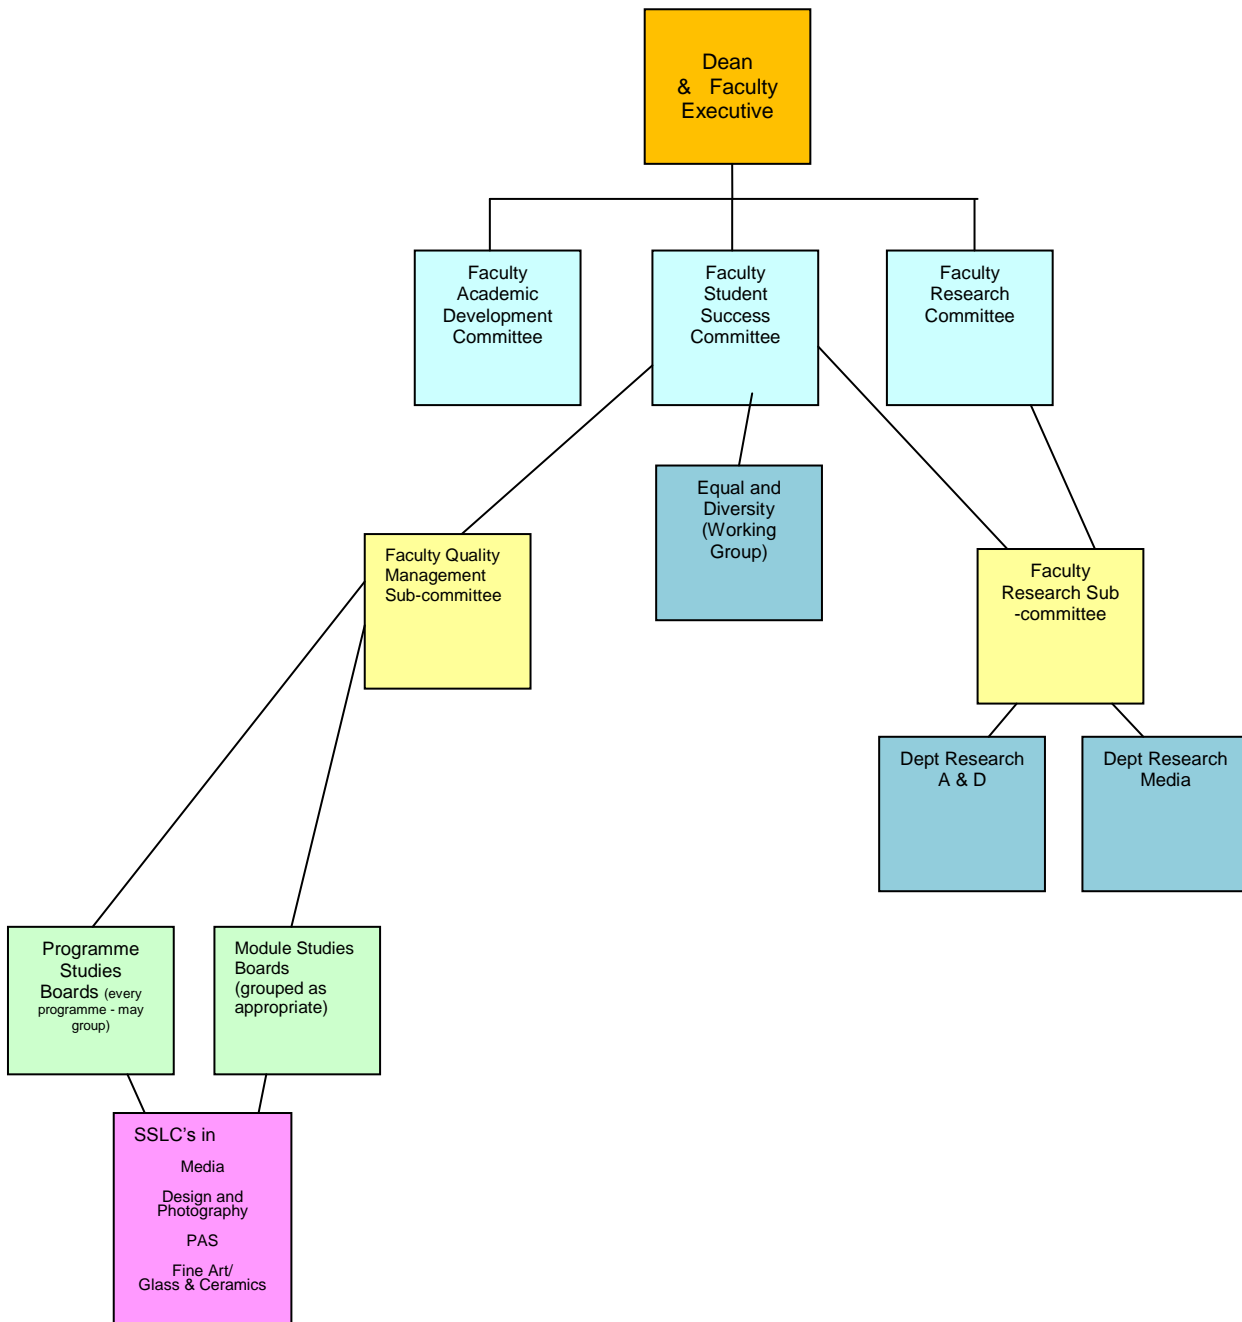 Dean
& Faculty
Executive
Faculty
Academic
Development
Committee
Faculty
Student
Success
Committee
Faculty
Research
Committee
Equal and
Diversity
(Working
Group)
Faculty Quality
Management
Sub-committee
Faculty
Research Sub
-committee
Dept Research
A & D
Dept Research
Media
Programme
Studies
Boards (every
programme - may
group)
Module Studies
Boards
(grouped as
appropriate)
SSLC's in
Media
Design and
Photography
PAS
Fine Art/
Glass & Ceramics